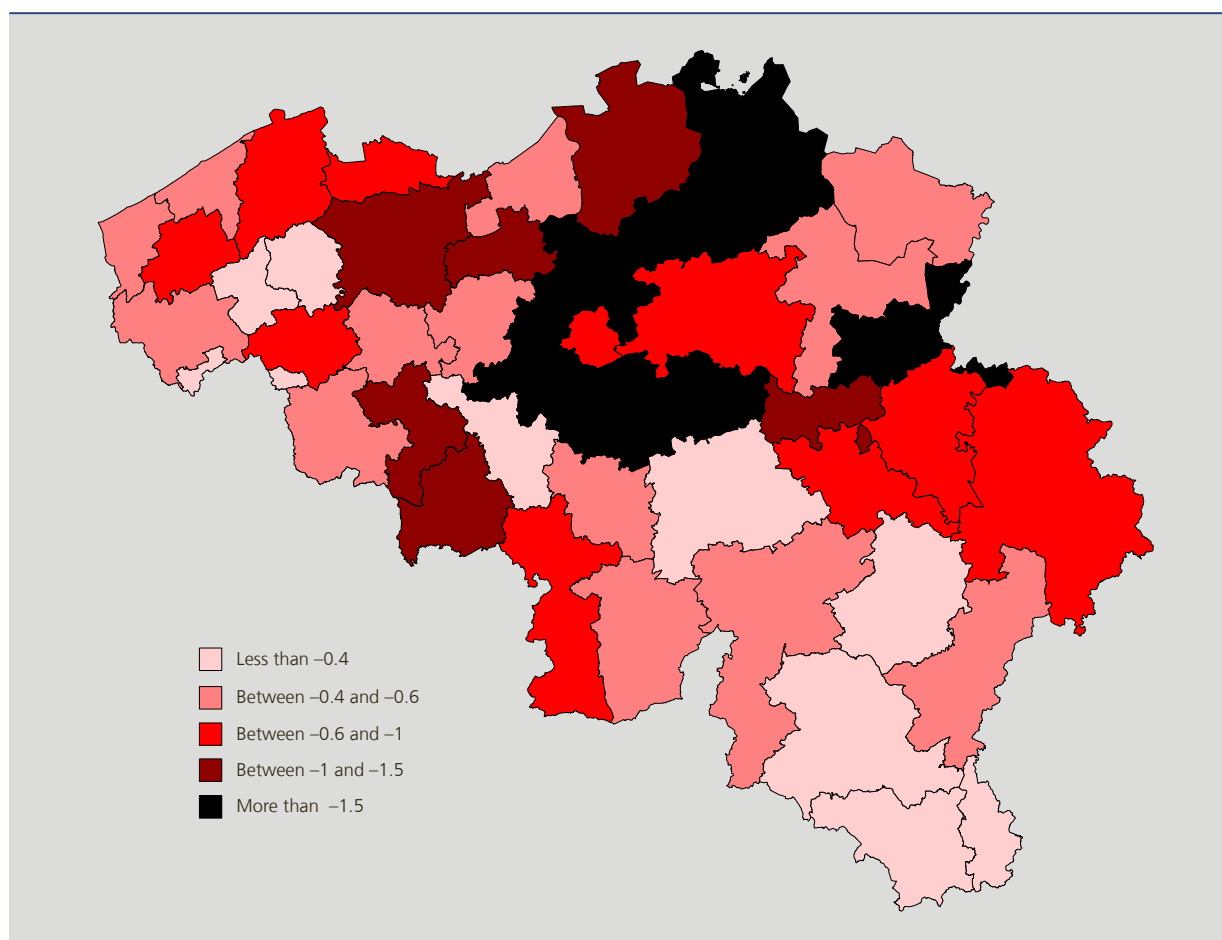 Less than –0.4
Between –0.4 and –0.6
Between –0.6 and –1
Between –1 and –1.5
More than –1.5